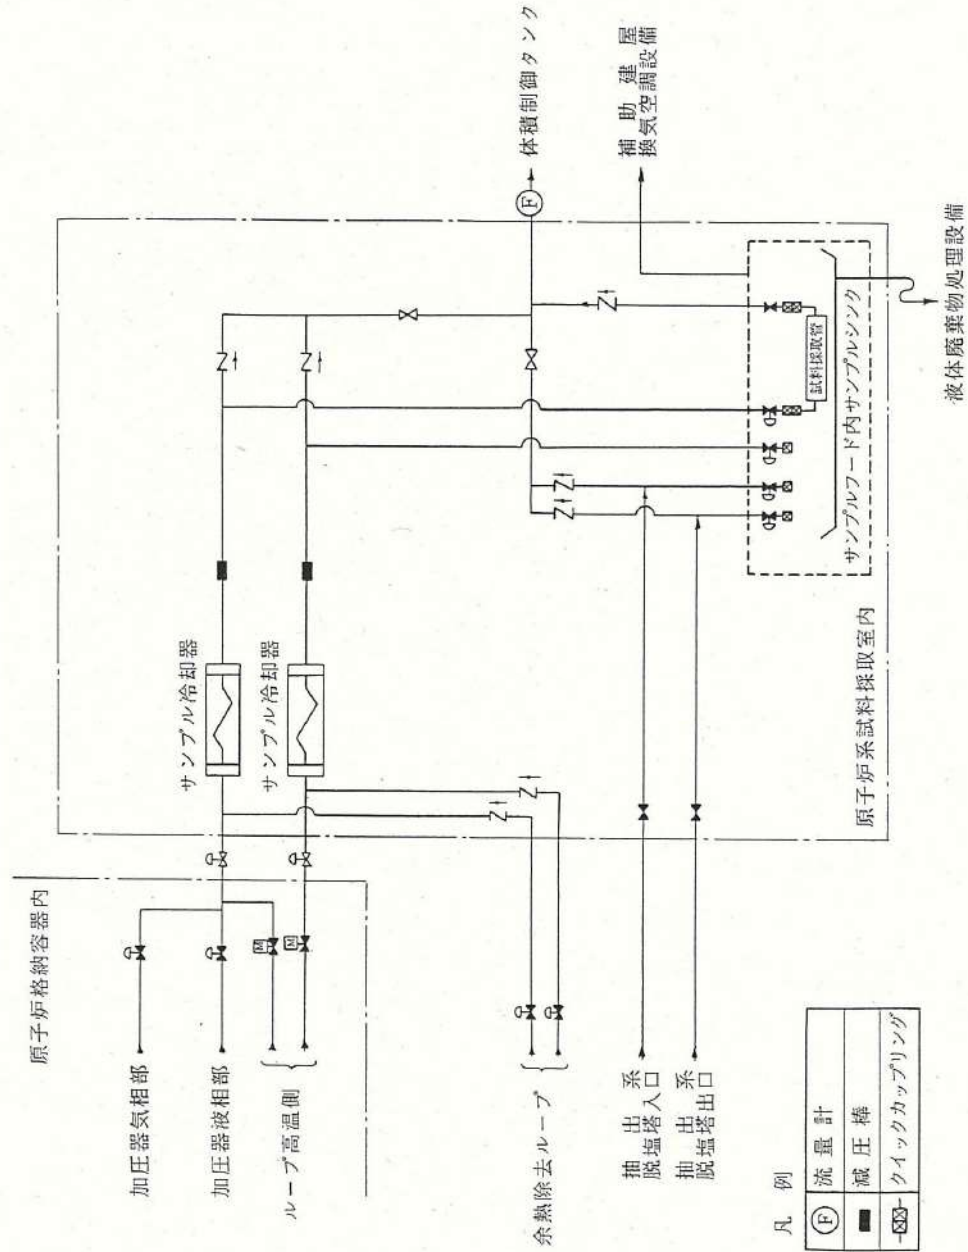 原子炉格納容器内
加圧器気相部
加圧器液相部
ループ高温側
M
M
サンプル冷却器
サンプル冷却器
余熱除去ループ
抽出系
脱塩塔入口
抽出系
脱塩塔出口
F
体積制御タンク
補助建屋
換気空調設備
試料採取管
サンプルフード内サンプルシンク
原子炉系試料採取室内
液体廃棄物処理設備
凡例
F 流量計
減圧棒
クイックカップリング